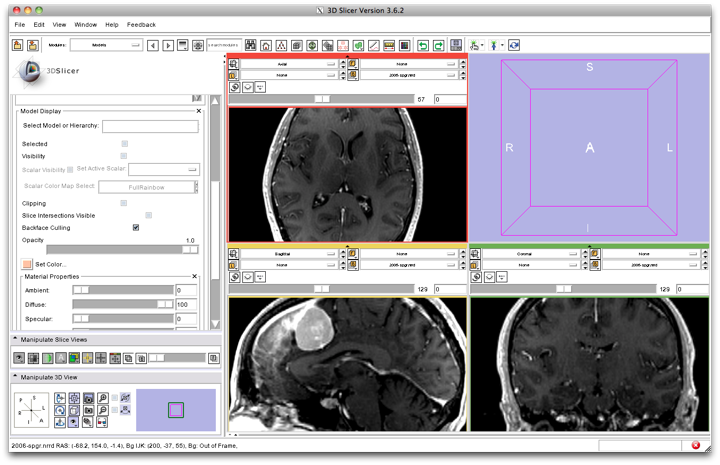 3D Slicer Version 3.6.2
File Edit View Window Help Feedback
Modules: Models
Search modules
3DSlicer
Model Display
Select Model or Hierarchy:
Selected
Visibility
Scalar Visibility Set Active Scalar:
Scalar Color Map Select: FullRainbow
Clipping
Slice Intersections Visible
Backface Culling
Opacity 1.0
Set Color...
Material Properties
Ambient: 0
Diffuse: 100
Specular: 0
Manipulate Slice Views
Manipulate 3D View
P S
R L
I A
Axial None
None 2006-spgr.nrrd
57 0
S
R A L
I
Sagittal None
None 2006-spgr.nrrd
129 0
Coronal None
None 2006-spgr.nrrd
129 0
2006-spgr.nrrd RAS: (-68.2, 154.0, -1.4), Bg IJK: (200, -37, 55), Bg: Out of Frame,